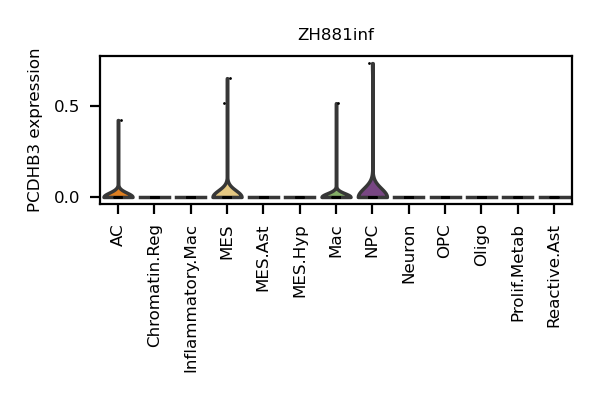 ZH881inf
PCDHB3 expression
0.5
0.0
AC
Chromatin.Reg
Inflammatory.Mac
MES
MES.Ast
MES.Hyp
Mac
NPC
Neuron
OPC
Oligo
Prolif.Metab
Reactive.Ast